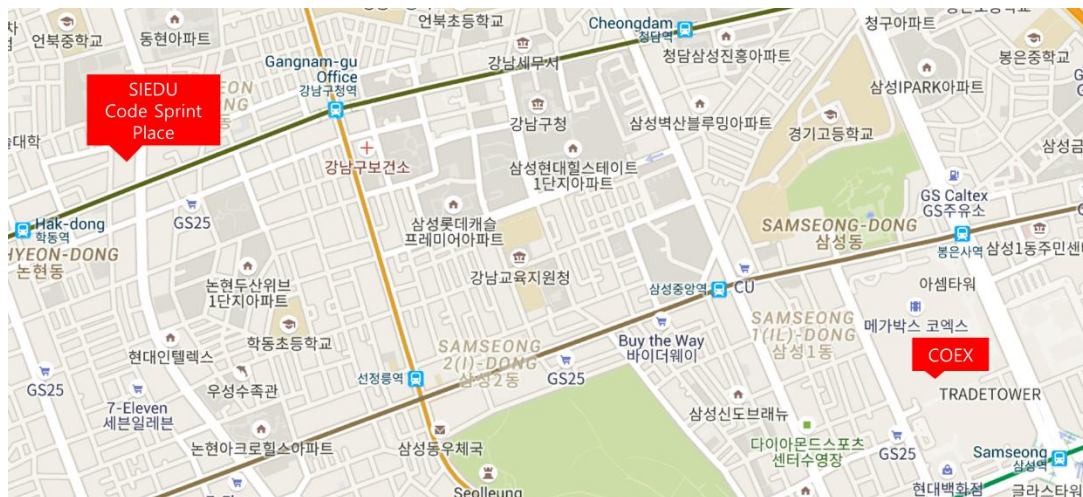 언북중학교
동현아파트
Gangnam-gu
Office
강남구청역
SIEDU
Code Sprint
Place
강남세무서
Cheongdam
청담역
청담삼성진흥아파트
청구아파트
봉은중학교
삼성IPARK아파트
강남구청
삼성벽산블루밍아파트
경기고등학교
강남구보건소
삼성현대힐스테이트
1단지아파트
GS Caltex
GS주유소
Hak-dong
학동역
GS25
삼성롯데캐슬
프레미어아파트
SAMSEONG-DONG
삼성동
봉은사역
삼성1동주민센
HYEON-DONG
논현동
논현두산위브
1단지아파트
강남교육지원청
삼성중앙역
CU
아셈타워
메가박스 코엑스
COEX
TRADETOWER
현대인텔렉스
학동초등학교
SAMSEONG
2(I)-DONG
삼성2동
Buy the Way
바이더웨이
SAMSEONG
1(IL)-DONG
삼성1동
GS25
7-Eleven
세븐일레븐
우성수족관
선정릉역
GS25
삼성신도브래뉴
다이아몬드스포츠
센터수영장
GS25
Samseong
삼성역
논현아크로힐스아파트
삼성동우체국
Seolleung
현대백화점
글라스타워